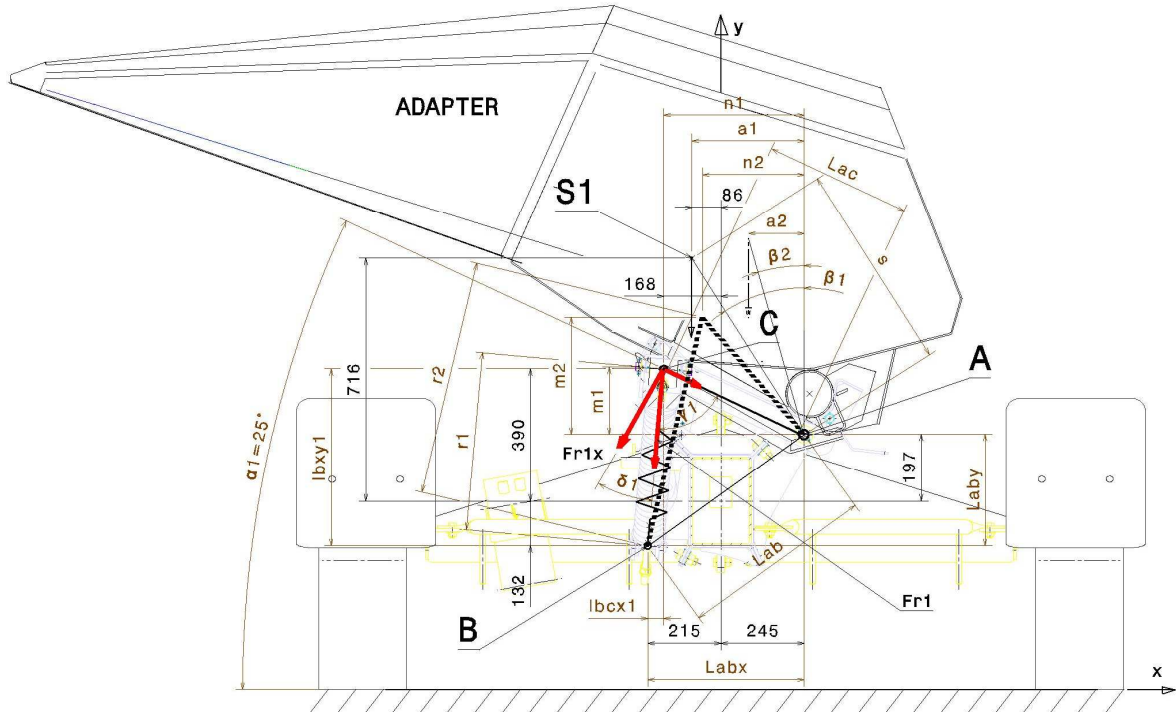 y
ADAPTER
n1
a1
Lac
n2
S1
86
a2
β2
s
β1
168
C
A
716
r2
m2
m1
r1
390
γ1
Fr1x
197
Laby
lbxy1
α1=25°
δ1
Lab
132
Fr1
lbcx1
B
215
245
Labx
x